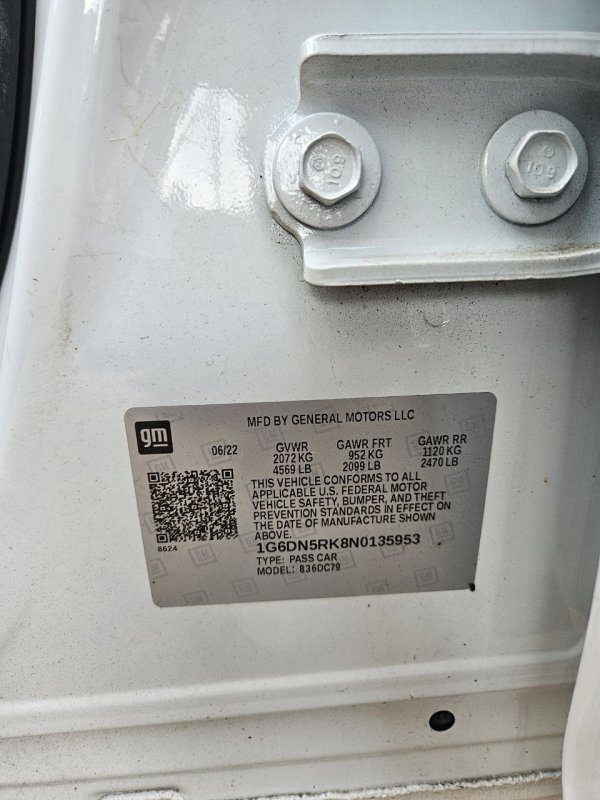 109
109
MFD BY GENERAL MOTORS LLC
gm
06/22 GVWR GAWR FRT GAWR RR
2072 KG 952 KG 1120 KG
4569 LB 2099 LB 2470 LB
THIS VEHICLE CONFORMS TO ALL
APPLICABLE U.S. FEDERAL MOTOR
VEHICLE SAFETY, BUMPER, AND THEFT
PREVENTION STANDARDS IN EFFECT ON
THE DATE OF MANUFACTURE SHOWN
ABOVE.
8624
1G6DN5RK8N0135953
TYPE: PASS CAR
MODEL: 836DC79